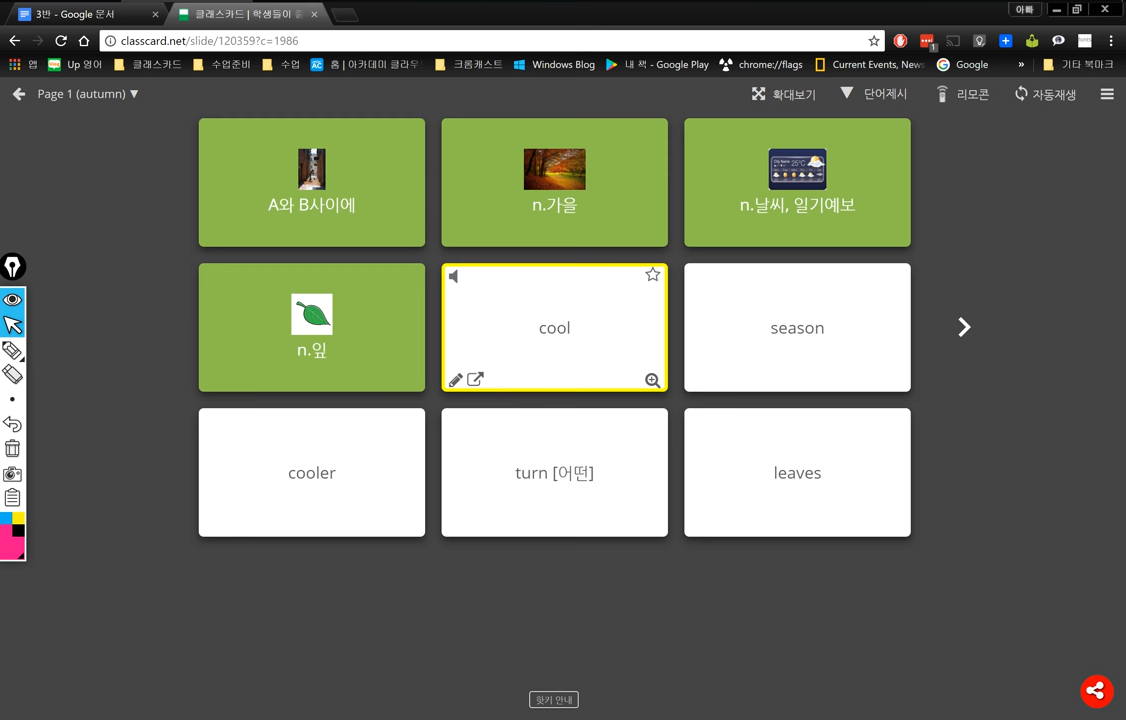 3반 - Google 문서
클래스카드 | 학생들이 좋
아빠
classcard.net/slide/120359?c=1986
앱
Up 영어
클래스카드
수업준비
수업
홈 | 아카데미 클라우
크롬캐스트
Windows Blog
내 책 - Google Play
chrome://flags
Current Events, News
Google
»
기타 북마크
Page 1 (autumn) ▼
확대보기
단어제시
리모콘
자동재생
A와 B사이에
n.가을
25°C
n.날씨, 일기예보
n.잎
cool
season
cooler
turn [어떤]
leaves
핫키 안내